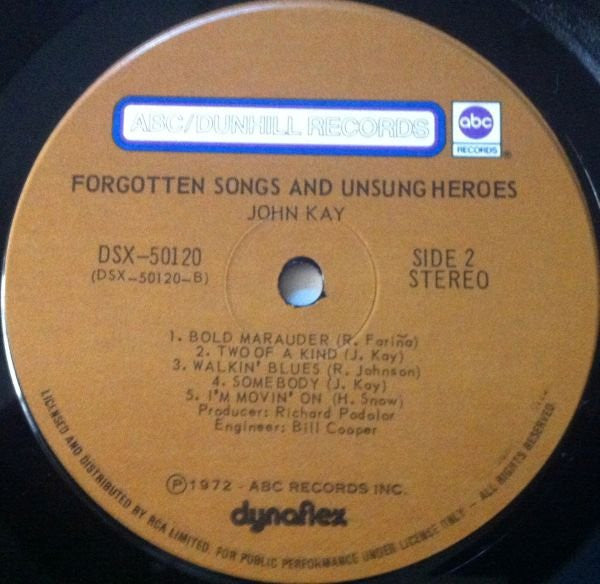 ABC/DUNHILL RECORDS
abc
RECORDS
FORGOTTEN SONGS AND UNSUNG HEROES
JOHN KAY
DSX-50120
(DSX-50120-B)
SIDE 2
STEREO
1. BOLD MARAUDER (R. Fariña)
2. TWO OF A KIND (J. Kay)
3. WALKIN' BLUES (R. Johnson)
4. SOMEBODY (J. Kay)
5. I'M MOVIN' ON (H. Snow)
Producer: Richard Podolor
Engineer: Bill Cooper
℗ 1972 - ABC RECORDS INC.
dynaflex
LICENSED AND DISTRIBUTED BY RCA LIMITED. FOR PUBLIC PERFORMANCE UNDER LICENSE ONLY - ALL RIGHTS RESERVED.